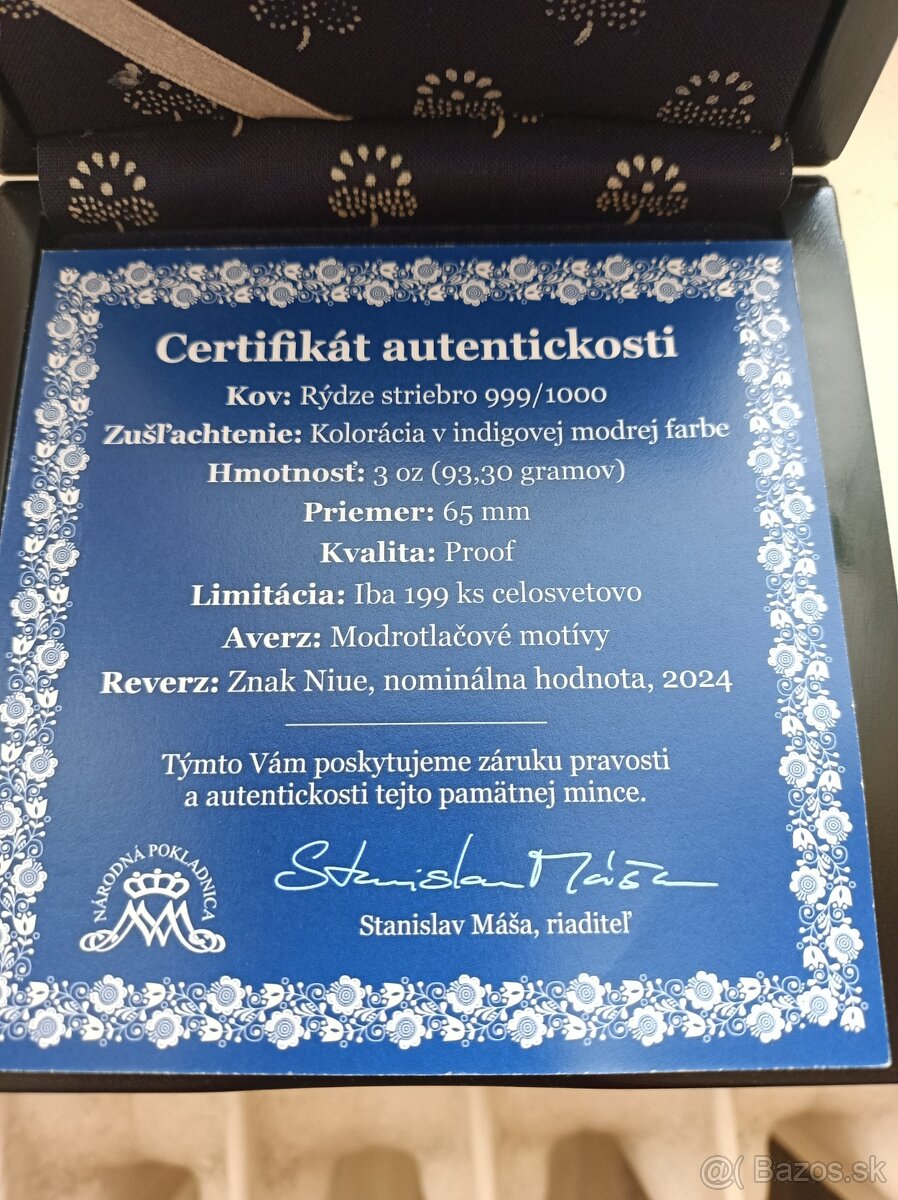 Certifikát autentickosti
Kov: Rýdze striebro 999/1000
Zušľachtenie: Kolorácia v indigovej modrej farbe
Hmotnosť: 3 oz (93,30 gramov)
Priemer: 65 mm
Kvalita: Proof
Limitácia: Iba 199 ks celosvetovo
Averz: Modrotlačové motívy
Reverz: Znak Niue, nominálna hodnota, 2024
Týmto Vám poskytujeme záruku pravosti
a autentickosti tejto pamätnej mince.
NÁRODNÁ POKLADNICA
Stanislav Máša
Stanislav Máša, riaditeľ
@( Bazos.sk